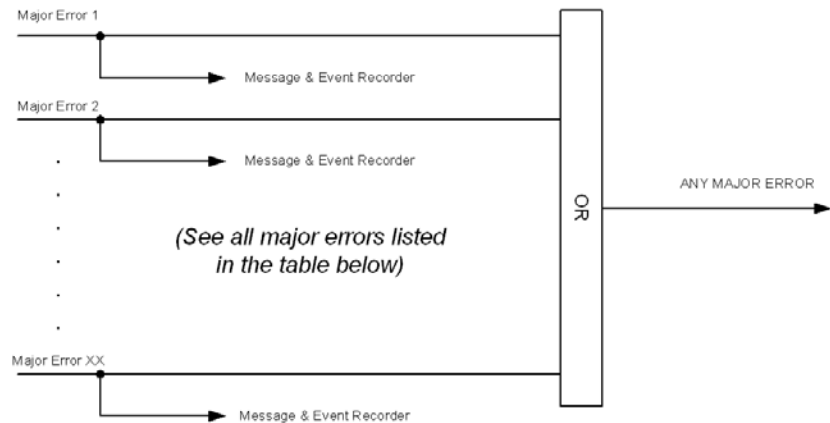 Major Error 1
Message & Event Recorder
Major Error 2
Message & Event Recorder
ANY MAJOR ERROR
OR
(See all major errors listed
in the table below)
Major Error XX
Message & Event Recorder